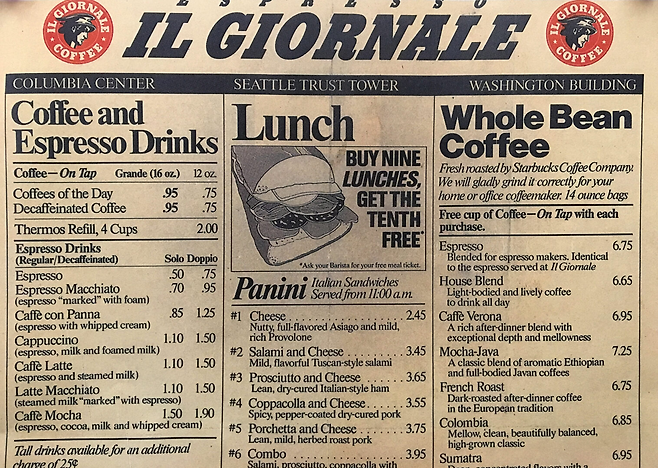 ESPRESSO
IL GIORNALE
COFFEE
IL GIORNALE
IL GIORNALE
COFFEE
COLUMBIA CENTER
SEATTLE TRUST TOWER
WASHINGTON BUILDING
Coffee and
Espresso Drinks
Coffee—On Tap Grande (16 oz.) 12 oz.
Coffees of the Day .95 .75
Decaffeinated Coffee .95 .75
Thermos Refill, 4 Cups 2.00
Espresso Drinks
(Regular/Decaffeinated) Solo Doppio
Espresso .50 .75
Espresso Macchiato .70 .95
(espresso "marked" with foam)
Caffè con Panna .85 1.25
(espresso with whipped cream)
Cappuccino 1.10 1.50
(espresso, milk and foamed milk)
Caffè Latte 1.10 1.50
(espresso and steamed milk)
Latte Macchiato 1.10 1.50
(steamed milk "marked" with espresso)
Caffè Mocha 1.50 1.90
(espresso, cocoa, milk and whipped cream)
Tall drinks available for an additional
charge of 25¢
Lunch
BUY NINE
LUNCHES,
GET THE
TENTH
FREE*
*Ask your Barista for your free meal ticket.
Panini Italian Sandwiches
Served from 11:00 a.m.
#1 Cheese 2.45
Nutty, full-flavored Asiago and mild,
rich Provolone
#2 Salami and Cheese 3.45
Mild, flavorful Tuscan-style salami
#3 Prosciutto and Cheese 3.65
Lean, dry-cured Italian-style ham
#4 Coppacolla and Cheese 3.55
Spicy, pepper-coated dry-cured pork
#5 Porchetta and Cheese 3.75
Lean, mild, herbed roast pork
#6 Combo 3.95
Salami, prosciutto, coppacolla with
Whole Bean
Coffee
Fresh roasted by Starbucks Coffee Company.
We will gladly grind it correctly for your
home or office coffeemaker. 14 ounce bags
Free cup of Coffee—On Tap with each
purchase.
Espresso 6.75
Blended for espresso makers. Identical
to the espresso served at Il Giornale
House Blend 6.65
Light-bodied and lively coffee
to drink all day
Caffè Verona 6.95
A rich after-dinner blend with
exceptional depth and mellowness
Mocha-Java 7.25
A classic blend of aromatic Ethiopian
and full-bodied Javan coffees
French Roast 6.75
Dark-roasted after-dinner coffee
in the European tradition
Colombia 6.85
Mellow, clean, beautifully balanced,
high-grown classic
Sumatra 6.95
Deep, concentrated flavors with a